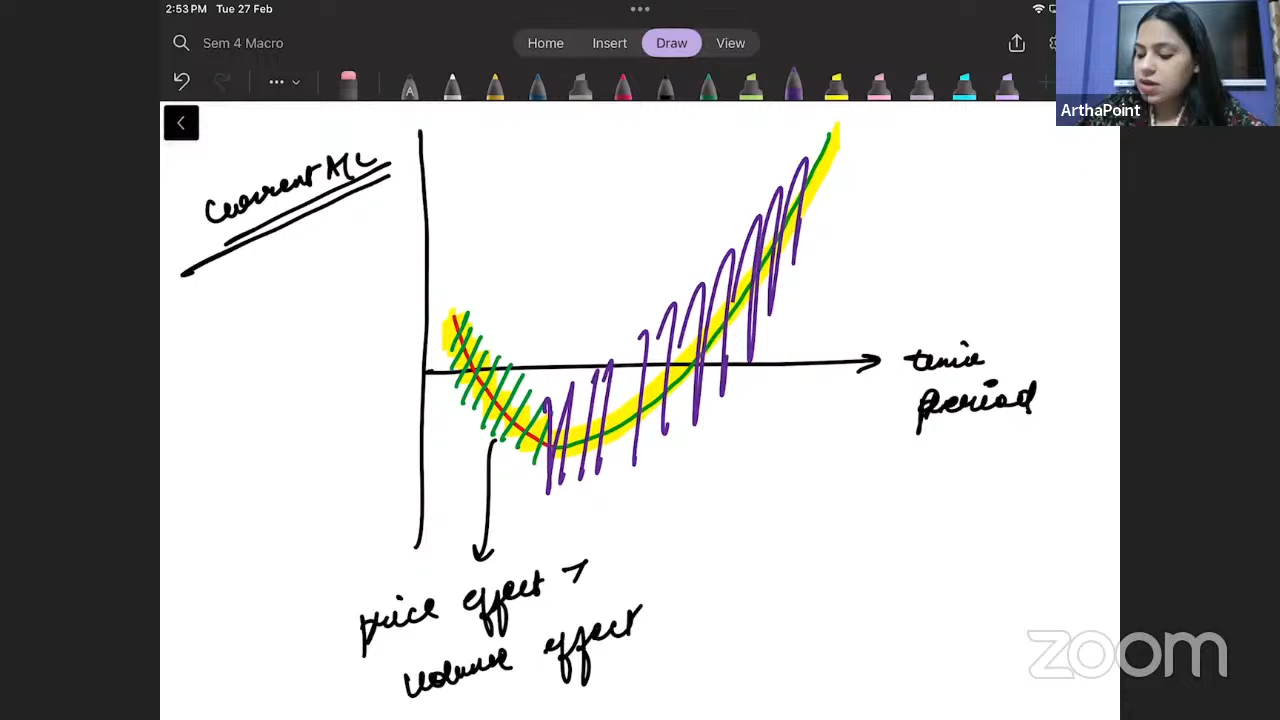 2:53 PM Tue 27 Feb
Sem 4 Macro
Home Insert Draw View
A
ArthaPoint
Current A/C
time
period
price effect >
volume effect
zoom